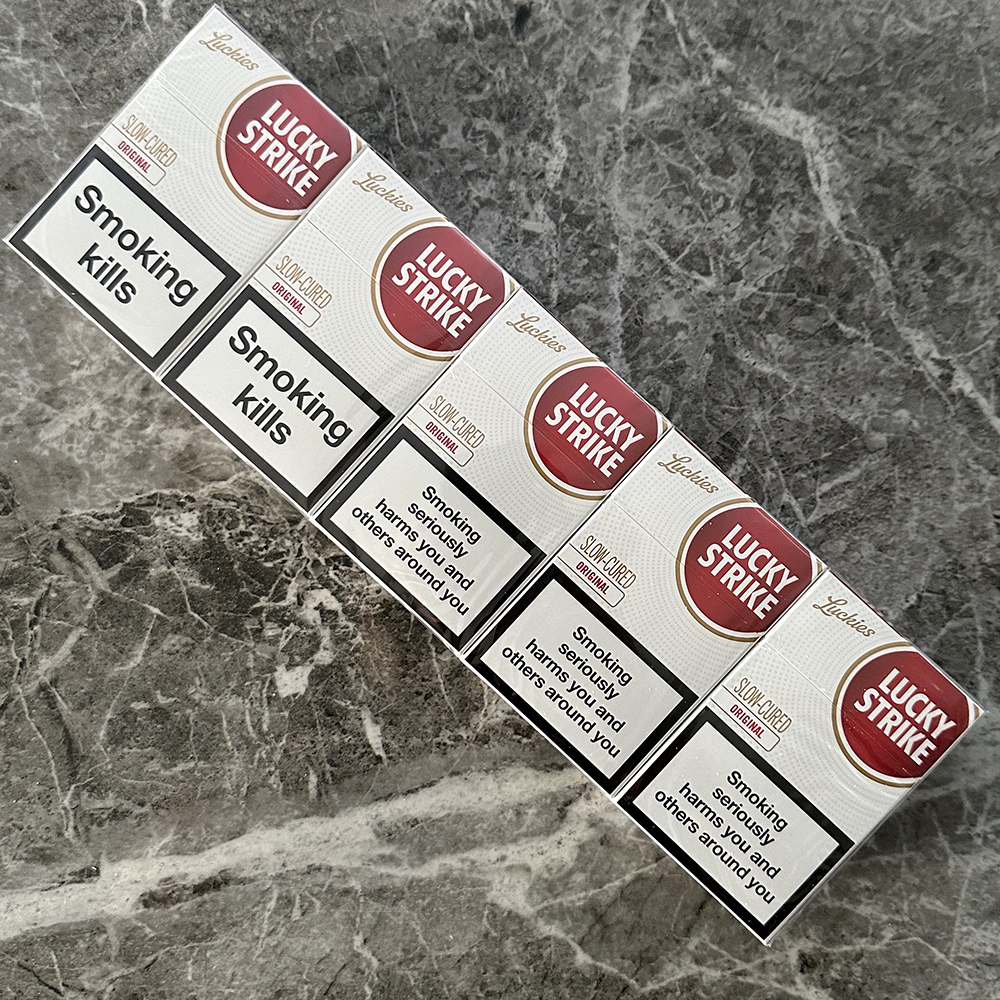 Luckies
LUCKY
STRIKE
SLOW-CURED
ORIGINAL
Smoking
kills
Luckies
LUCKY
STRIKE
SLOW-CURED
ORIGINAL
Smoking
kills
Luckies
LUCKY
STRIKE
SLOW-CURED
ORIGINAL
Smoking
seriously
harms you and
others around you
Luckies
LUCKY
STRIKE
SLOW-CURED
ORIGINAL
Smoking
seriously
harms you and
others around you
Luckies
LUCKY
STRIKE
SLOW-CURED
ORIGINAL
Smoking
seriously
harms you and
others around you